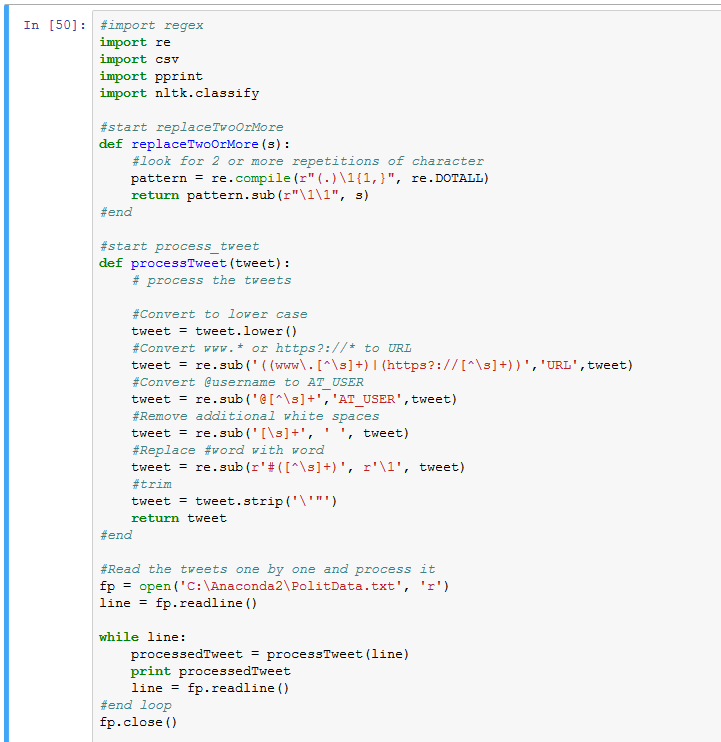 In [50]: #import regex
import re
import csv
import pprint
import nltk.classify

#start replaceTwoOrMore
def replaceTwoOrMore(s):
    #look for 2 or more repetitions of character
    pattern = re.compile(r"(.)\1{1,}", re.DOTALL)
    return pattern.sub(r"\1\1", s)
#end

#start process_tweet
def processTweet(tweet):
    # process the tweets

    #Convert to lower case
    tweet = tweet.lower()
    #Convert www.* or https?://* to URL
    tweet = re.sub('((www\.[^\s]+)|(https?://[^\s]+))','URL',tweet)
    #Convert @username to AT_USER
    tweet = re.sub('@[^\s]+','AT_USER',tweet)
    #Remove additional white spaces
    tweet = re.sub('[\s]+', ' ', tweet)
    #Replace #word with word
    tweet = re.sub(r'#([^\s]+)', r'\1', tweet)
    #trim
    tweet = tweet.strip('\'"')
    return tweet
#end

#Read the tweets one by one and process it
fp = open('C:\Anaconda2\PolitData.txt', 'r')
line = fp.readline()

while line:
    processedTweet = processTweet(line)
    print processedTweet
    line = fp.readline()
#end loop
fp.close()